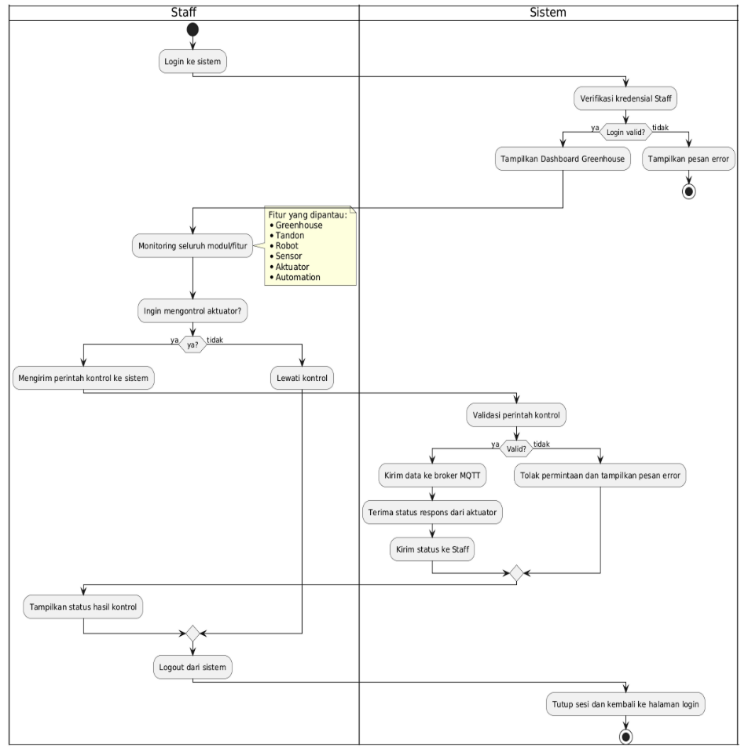 Staff
Sistem
Login ke sistem
Verifikasi kredensial Staff
ya
Login valid?
tidak
Tampilkan Dashboard Greenhouse
Tampilkan pesan error
Fitur yang dipantau:
• Greenhouse
• Tandon
• Robot
• Sensor
• Aktuator
• Automation
Monitoring seluruh modul/fitur
Ingin mengontrol aktuator?
ya
ya?
tidak
Mengirim perintah kontrol ke sistem
Lewati kontrol
Validasi perintah kontrol
ya
Valid?
tidak
Kirim data ke broker MQTT
Tolak permintaan dan tampilkan pesan error
Terima status respons dari aktuator
Kirim status ke Staff
Tampilkan status hasil kontrol
Logout dari sistem
Tutup sesi dan kembali ke halaman login